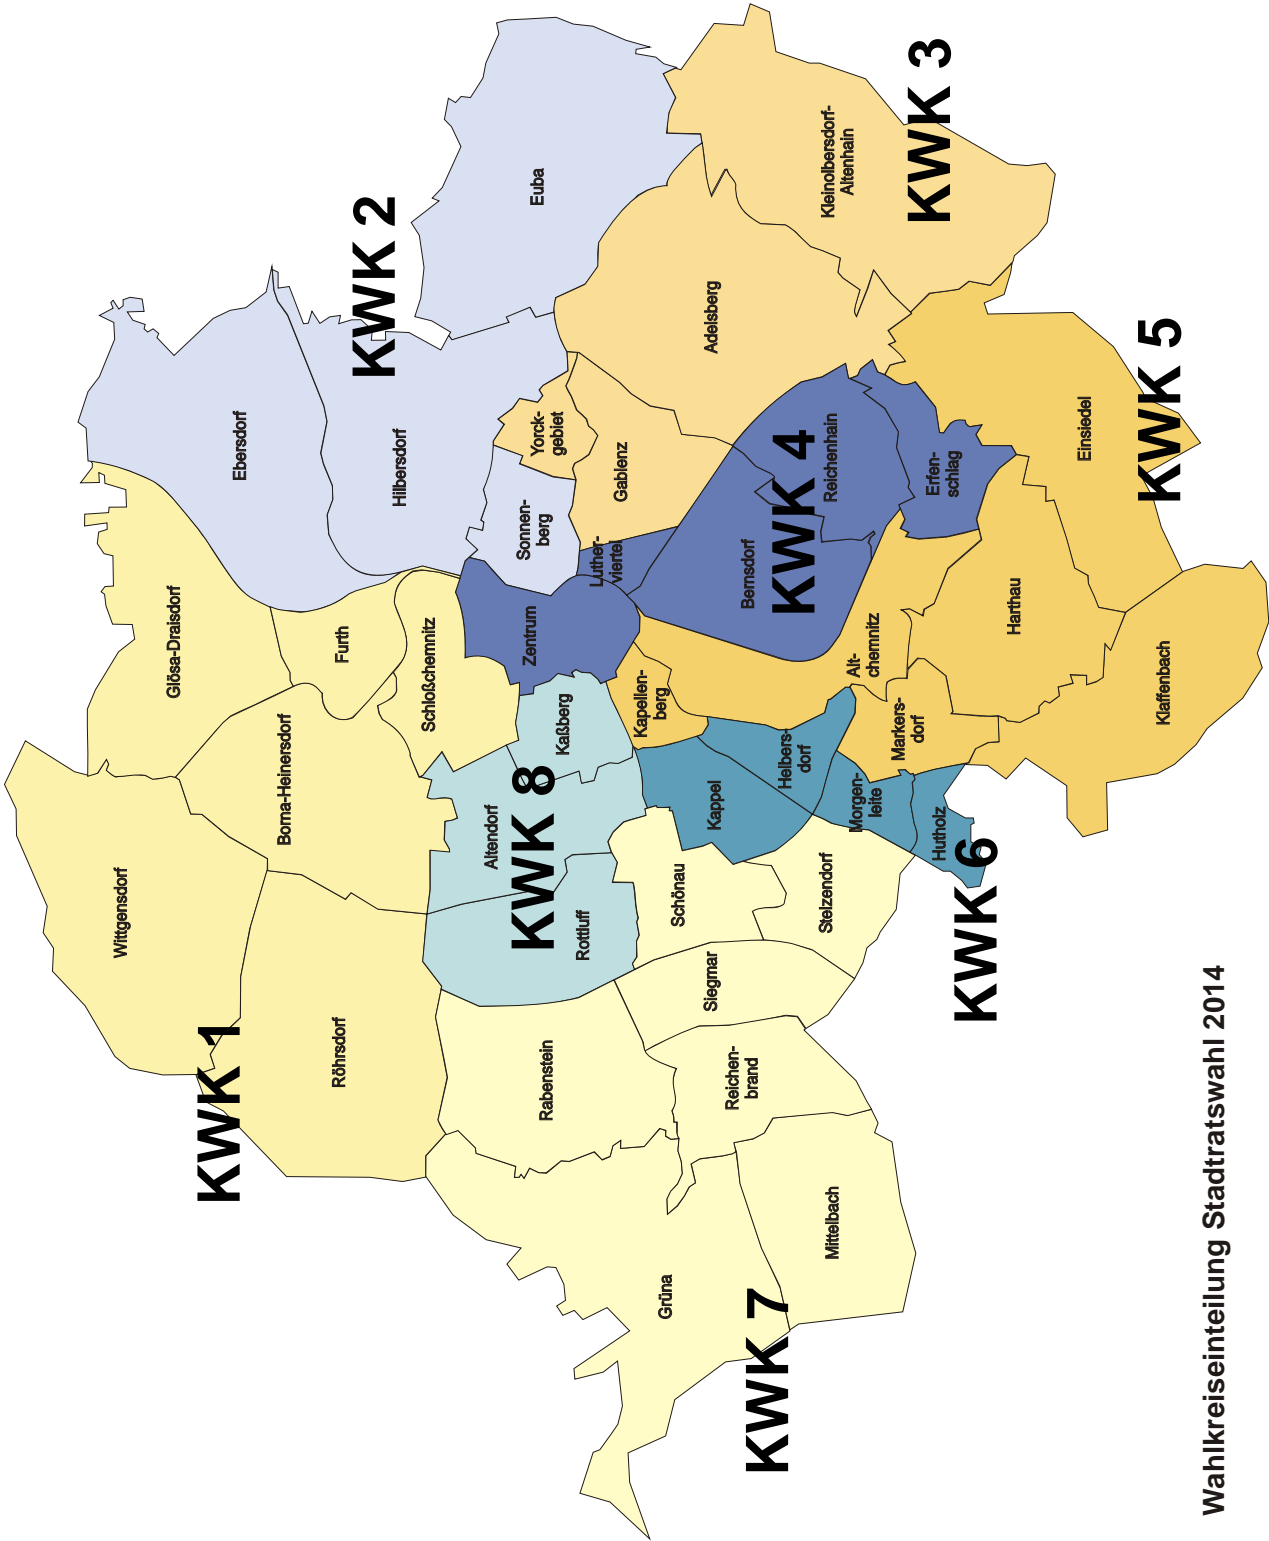 KWK 1
Wittgensdorf
Röhrsdorf
Borna-Heinersdorf
Glösa-Draisdorf
Furth
Schloßchemnitz
KWK 2
Ebersdorf
Hilbersdorf
Euba
Sonnen-
berg
KWK 3
Yorck-
gebiet
Gablenz
Adelsberg
Kleinolbersdorf-
Altenhain
KWK 4
Zentrum
Luther-
viertel
Bernsdorf
Reichenhain
Erfen-
schlag
KWK 5
Kapellen-
berg
Alt-
chemnitz
Markers-
dorf
Harthau
Einsiedel
Klaffenbach
KWK 6
Kappel
Helbers-
dorf
Morgen-
leite
Hutholz
KWK 7
Schönau
Stelzendorf
Siegmar
Reichen-
brand
Rabenstein
Grüna
Mittelbach
KWK 8
Kaßberg
Altendorf
Rottluff
Wahlkreiseinteilung Stadtratswahl 2014